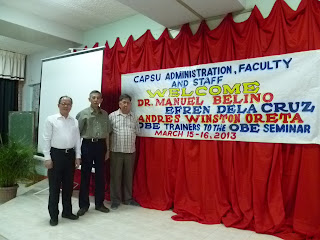 CAPSU ADMINISTRATION, FACULTY
AND STAFF
WELCOME
DR. MANUEL BELINO
EFREN DELA CRUZ
ANDRES WINSTON ORETA
OBE TRAINERS TO THE OBE SEMINAR
MARCH 15-16, 2013